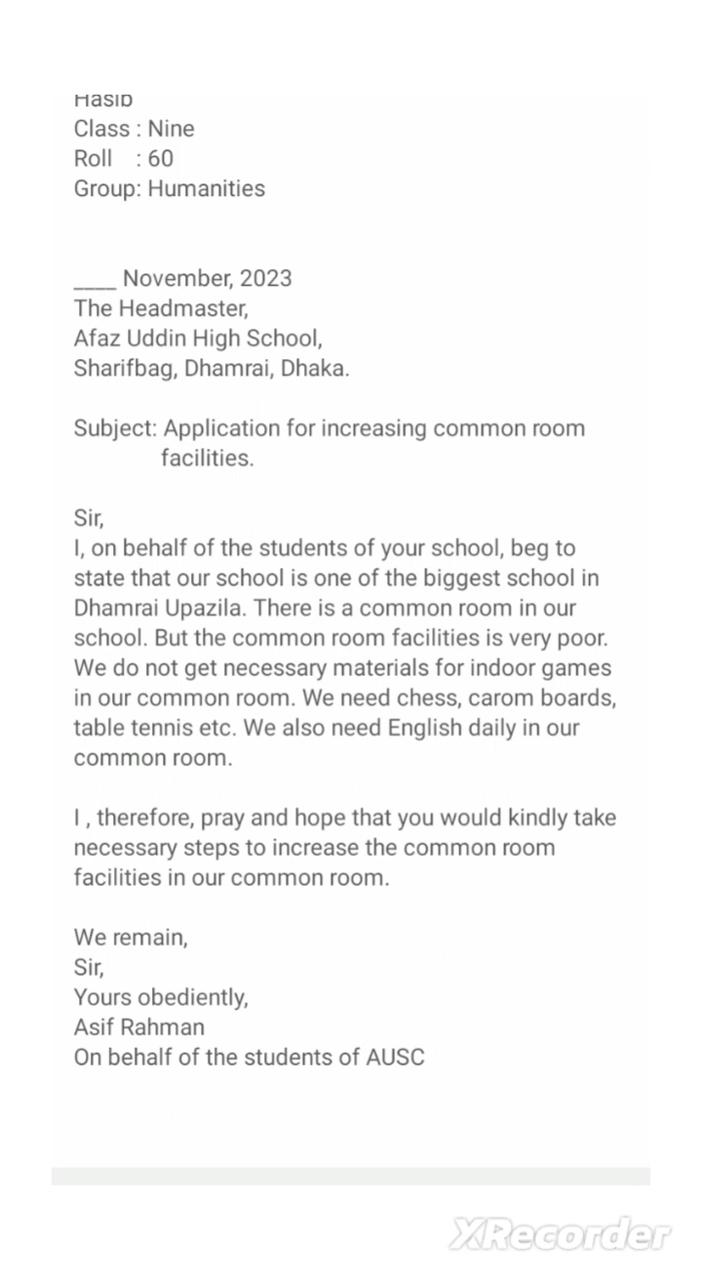 Hasib
Class : Nine
Roll : 60
Group: Humanities
____ November, 2023
The Headmaster,
Afaz Uddin High School,
Sharifbag, Dhamrai, Dhaka.
Subject: Application for increasing common room
facilities.
Sir,
I, on behalf of the students of your school, beg to
state that our school is one of the biggest school in
Dhamrai Upazila. There is a common room in our
school. But the common room facilities is very poor.
We do not get necessary materials for indoor games
in our common room. We need chess, carom boards,
table tennis etc. We also need English daily in our
common room.
I , therefore, pray and hope that you would kindly take
necessary steps to increase the common room
facilities in our common room.
We remain,
Sir,
Yours obediently,
Asif Rahman
On behalf of the students of AUSC
XRecorder